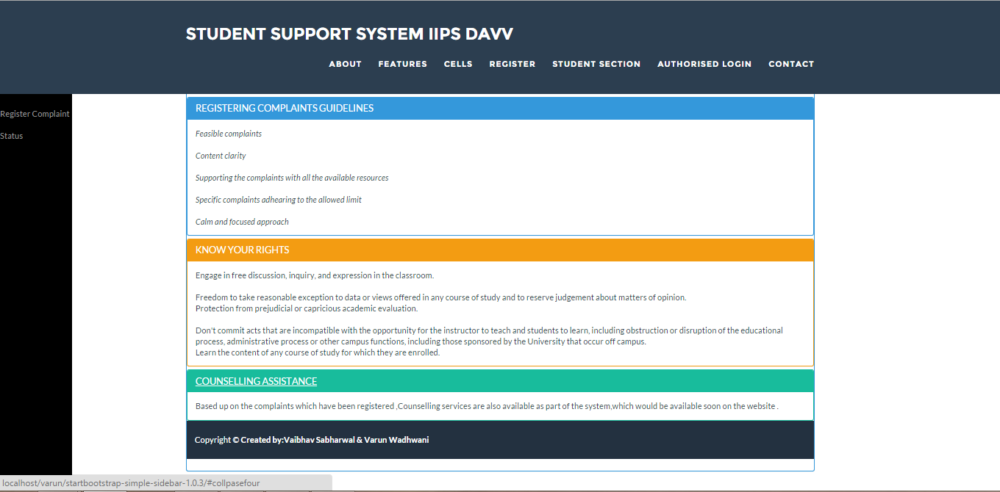 STUDENT SUPPORT SYSTEM IIPS DAVV
ABOUT FEATURES CELLS REGISTER STUDENT SECTION AUTHORISED LOGIN CONTACT
Register Complaint
Status
REGISTERING COMPLAINTS GUIDELINES
Feasible complaints
Content clarity
Supporting the complaints with all the available resources
Specific complaints adhearing to the allowed limit
Calm and focused approach
KNOW YOUR RIGHTS
Engage in free discussion, inquiry, and expression in the classroom.
Freedom to take reasonable exception to data or views offered in any course of study and to reserve judgement about matters of opinion.
Protection from prejudicial or capricious academic evaluation.
Don't commit acts that are incompatible with the opportunity for the instructor to teach and students to learn, including obstruction or disruption of the educational
process, administrative process or other campus functions, including those sponsored by the University that occur off campus.
Learn the content of any course of study for which they are enrolled.
COUNSELLING ASSISTANCE
Based up on the complaints which have been registered ,Counselling services are also available as part of the system,which would be available soon on the website .
Copyright © Created by:Vaibhav Sabharwal & Varun Wadhwani
localhost/varun/startbootstrap-simple-sidebar-1.0.3/#collpasefour